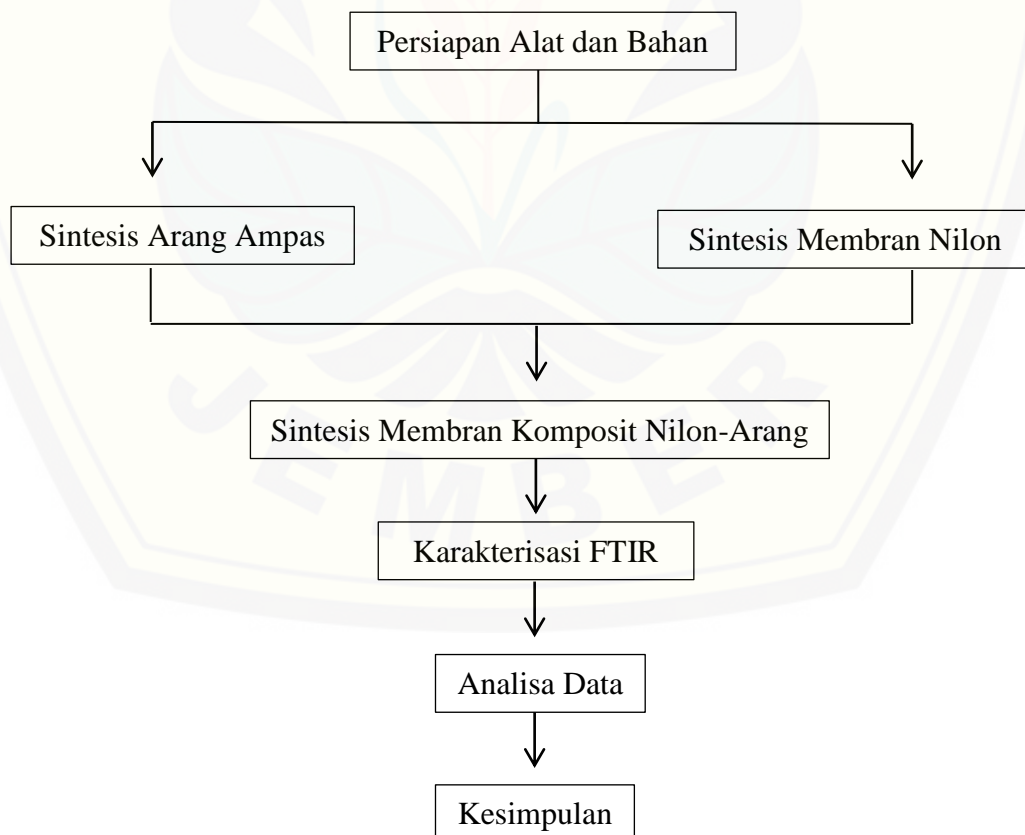 Persiapan Alat dan Bahan
Sintesis Arang Ampas
Sintesis Membran Nilon
Sintesis Membran Komposit Nilon-Arang
JEMBER
Karakterisasi FTIR
Analisa Data
Kesimpulan